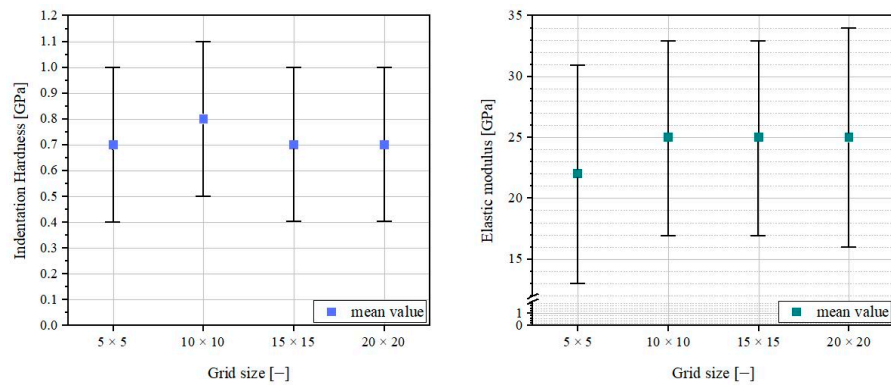 Indentation Hardness [GPa]
1.2
1.1
1.0
0.9
0.8
0.7
0.6
0.5
0.4
0.3
0.2
0.1
0.0
mean value
5 × 5
10 × 10
15 × 15
20 × 20
Grid size [−]
Elastic modulus [GPa]
35
30
25
20
15
1
0
mean value
5 × 5
10 × 10
15 × 15
20 × 20
Grid size [−]